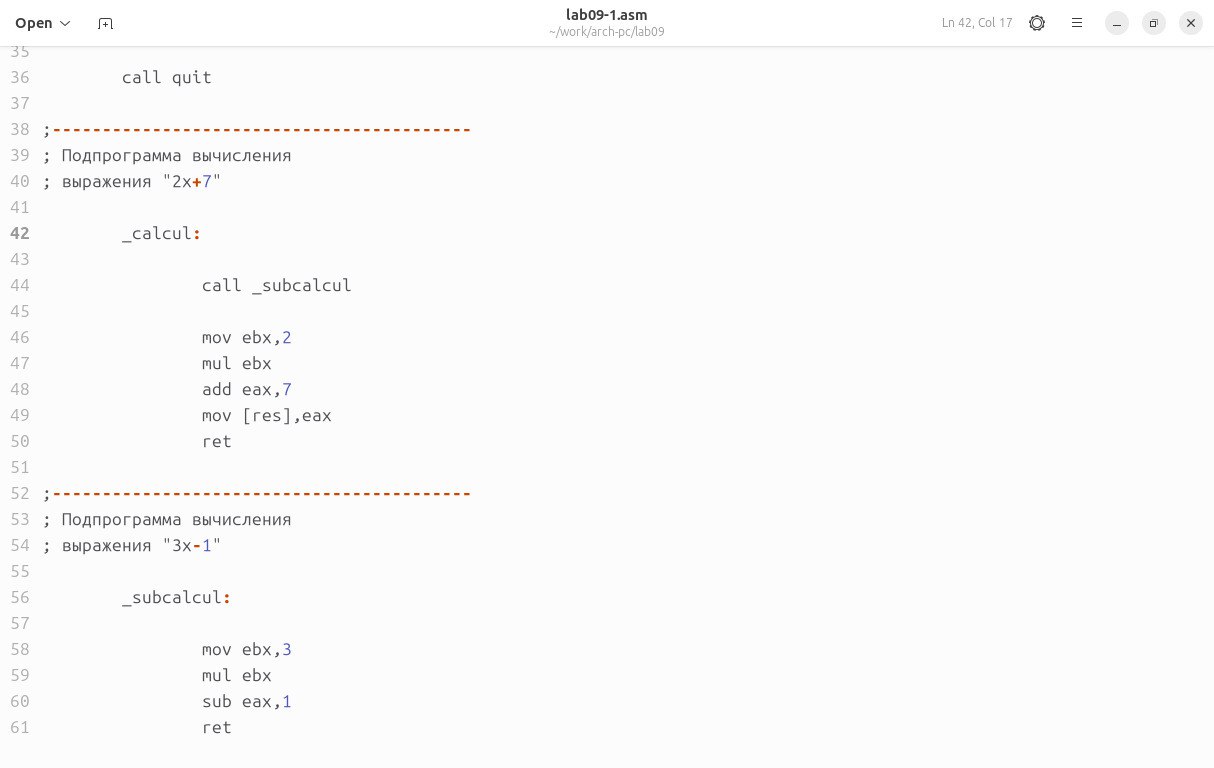 Open
lab09-1.asm
~/work/arch-pc/lab09
Ln 42, Col 17
35
36 call quit
37
38 ;------------------------------------------
39 ; Подпрограмма вычисления
40 ; выражения "2x+7"
41
42 _calcul:
43
44 call _subcalcul
45
46 mov ebx,2
47 mul ebx
48 add eax,7
49 mov [res],eax
50 ret
51
52 ;------------------------------------------
53 ; Подпрограмма вычисления
54 ; выражения "3x-1"
55
56 _subcalcul:
57
58 mov ebx,3
59 mul ebx
60 sub eax,1
61 ret